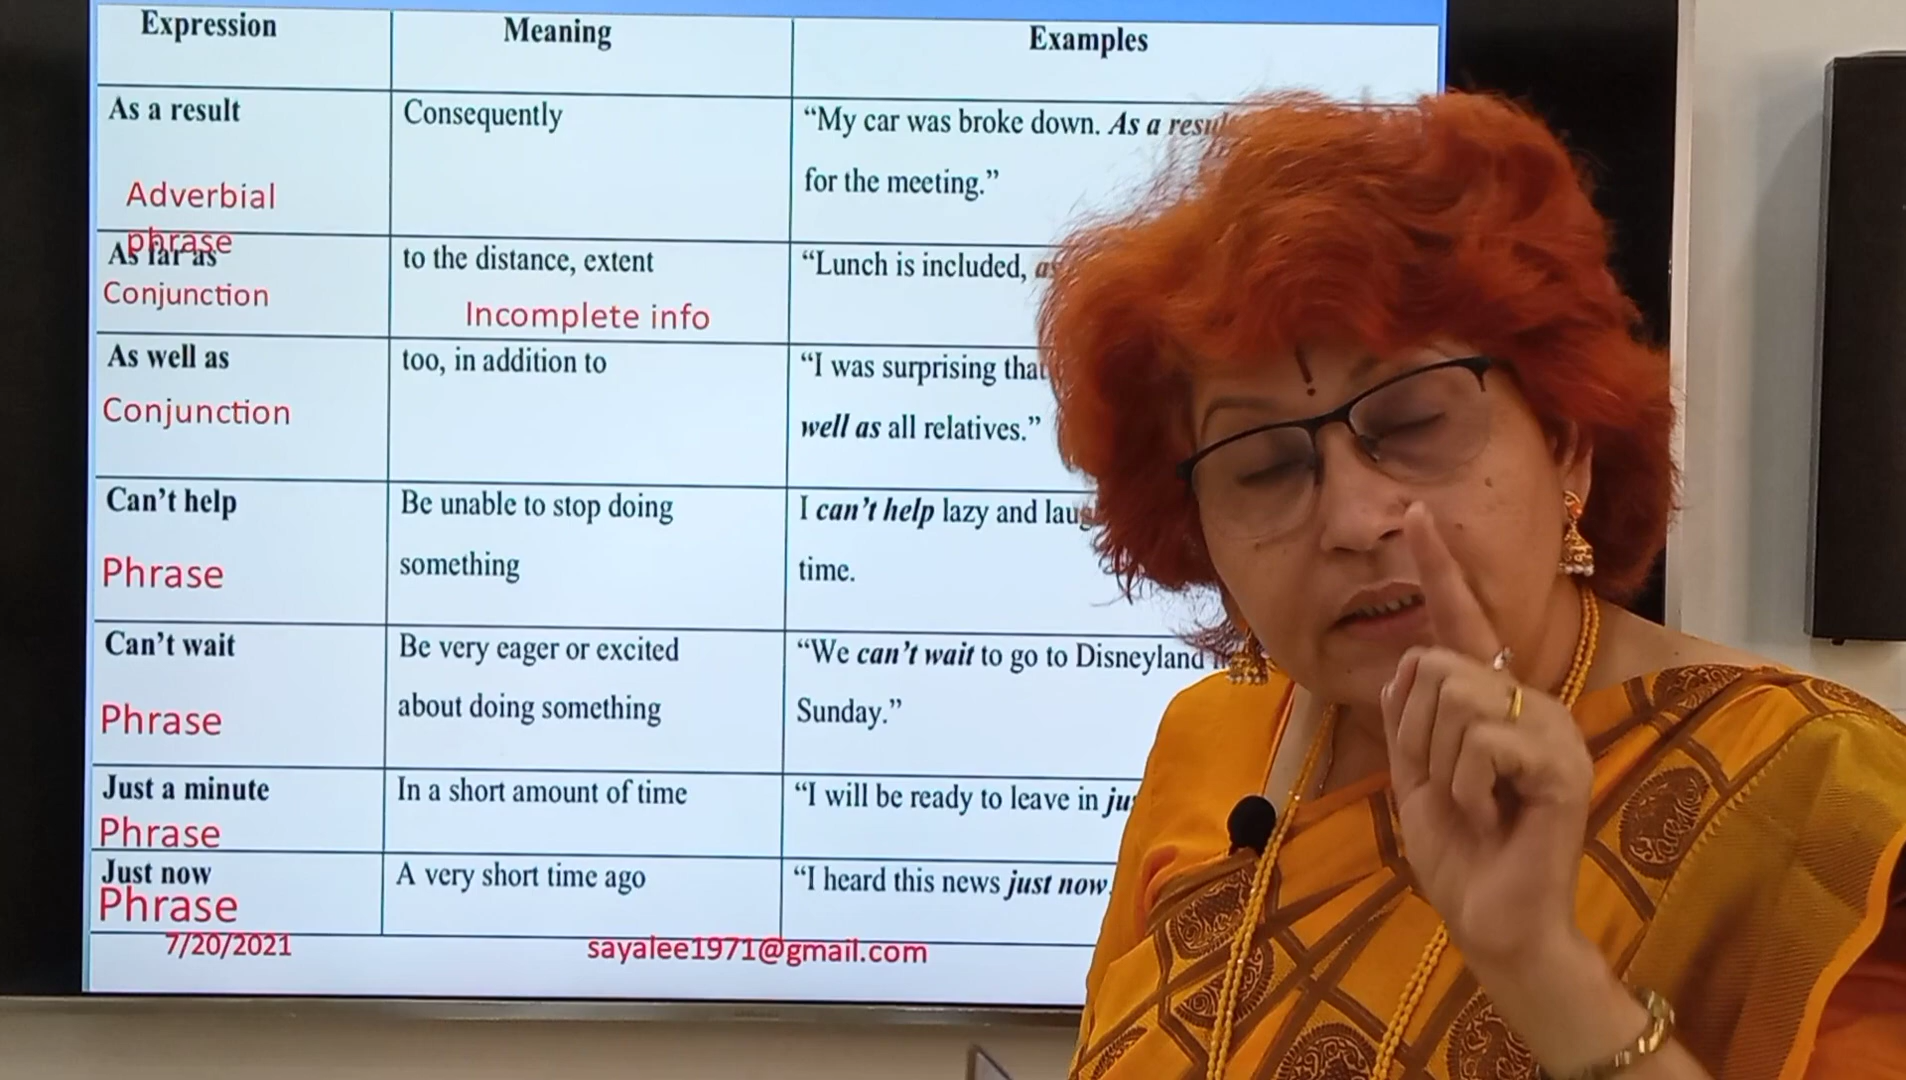 Expression Meaning Examples
As a result Consequently “My car was broke down. As a
for the meeting.”
Adverbial
phrase
As far as to the distance, extent “Lunch is included,
Conjunction Incomplete info
As well as too, in addition to “I was surprising that
well as all relatives.”
Conjunction
Can’t help Be unable to stop doing I can’t help lazy and
something time.
Phrase
Can’t wait Be very eager or excited “We can’t wait to go to Disneyland
about doing something Sunday.”
Phrase
Just a minute In a short amount of time “I will be ready to leave in
Phrase
Just now A very short time ago “I heard this news just now
Phrase
7/20/2021 sayalee1971@gmail.com